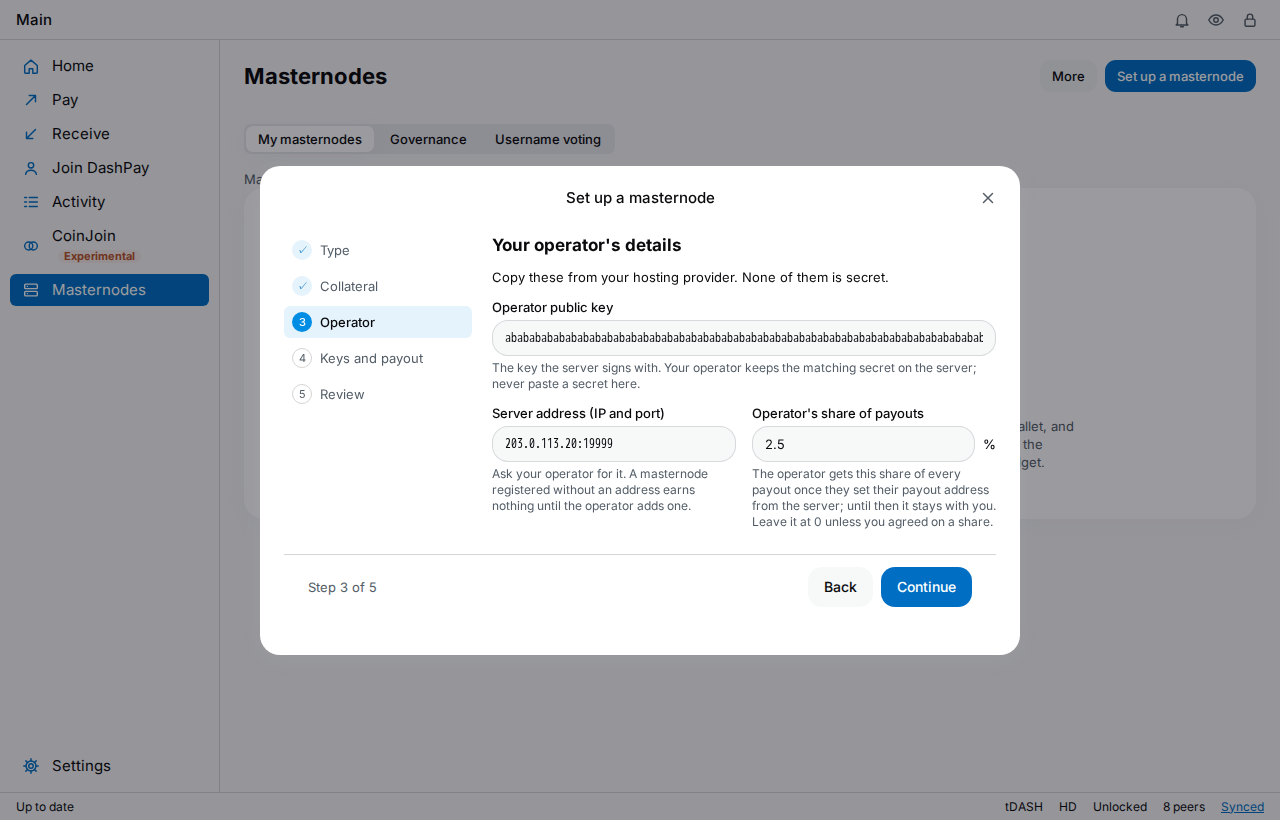 Main
Home
Pay
Receive
Join DashPay
Activity
CoinJoin
Experimental
Masternodes
Settings
Masternodes
More
Set up a masternode
My masternodes
Governance
Username voting
Set up a masternode
✓ Type
✓ Collateral
3 Operator
4 Keys and payout
5 Review
Your operator's details
Copy these from your hosting provider. None of them is secret.
Operator public key
The key the server signs with. Your operator keeps the matching secret on the server;
never paste a secret here.
Server address (IP and port)
203.0.113.20:19999
Ask your operator for it. A masternode
registered without an address earns
nothing until the operator adds one.
Operator's share of payouts
2.5 %
The operator gets this share of every
payout once they set their payout address
from the server; until then it stays with you.
Leave it at 0 unless you agreed on a share.
and
the
Step 3 of 5
Back
Continue
Up to date
tDASH
HD
Unlocked
8 peers
Synced